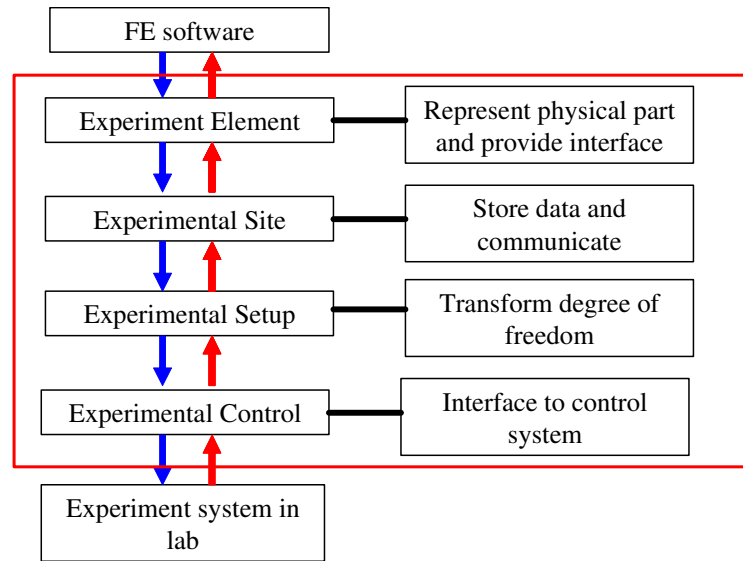 FE software
Experiment Element
Represent physical part
and provide interface
Experimental Site
Store data and
communicate
Experimental Setup
Transform degree of
freedom
Experimental Control
Interface to control
system
Experiment system in
lab